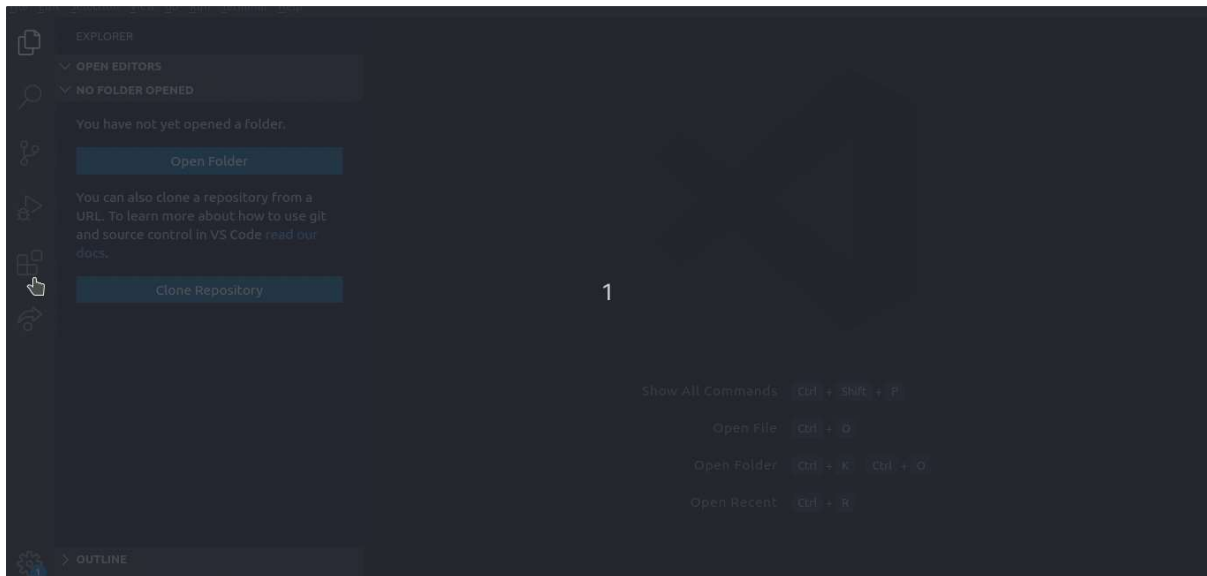 EXPLORER
OPEN EDITORS
NO FOLDER OPENED
You have not yet opened a folder.
Open Folder
You can also clone a repository from a
URL. To learn more about how to use git
and source control in VS Code read our
docs.
Clone Repository
1
Show All Commands Ctrl + Shift + P
Open File Ctrl + O
Open Folder Ctrl + K Ctrl + O
Open Recent Ctrl + R
OUTLINE
1